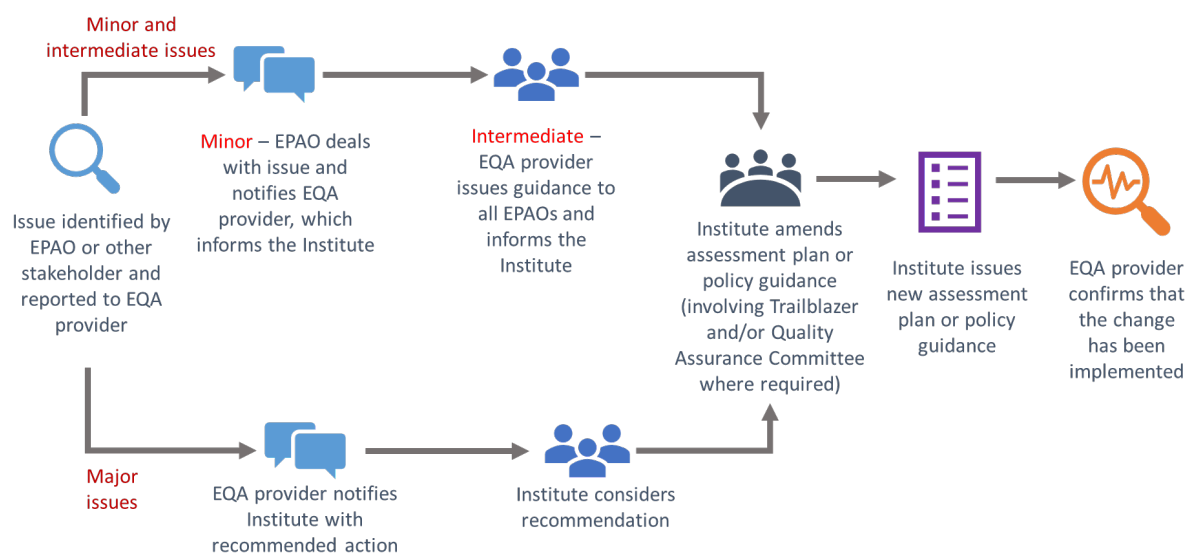 Minor and
intermediate issues
Issue identified by
EPAO or other
stakeholder and
reported to EQA
provider
Minor – EPAO deals
with issue and
notifies EQA
provider, which
informs the Institute
Intermediate –
EQA provider
issues guidance to
all EPAOs and
informs the
Institute
Institute amends
assessment plan or
policy guidance
(involving Trailblazer
and/or Quality
Assurance Committee
where required)
Institute issues
new assessment
plan or policy
guidance
EQA provider
confirms that
the change
has been
implemented
Major
issues
EQA provider notifies
Institute with
recommended action
Institute considers
recommendation